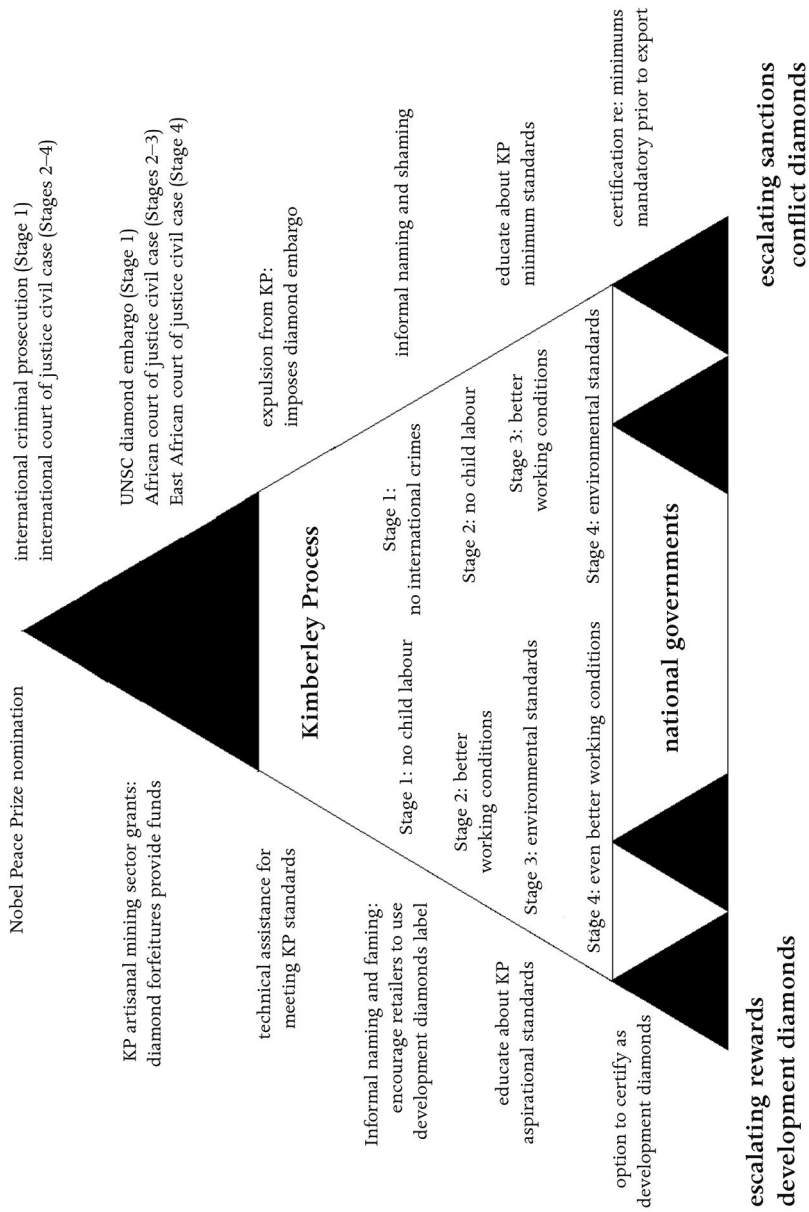 Nobel Peace Prize nomination
KP artisanal mining sector grants:
diamond forfeitures provide funds
technical assistance for
meeting KP standards
Informal naming and faming:
encourage retailers to use
development diamonds label
educate about KP
aspirational standards
option to certify as
development diamonds
escalating rewards
development diamonds
Kimberley Process
Stage 1: no child labour
Stage 2: better
working conditions
Stage 3: environmental standards
Stage 4: even better working conditions
Stage 1:
no international crimes
Stage 2: no child labour
Stage 3: better
working conditions
Stage 4: environmental standards
national governments
international criminal prosecution (Stage 1)
international court of justice civil case (Stages 2–4)
UNSC diamond embargo (Stage 1)
African court of justice civil case (Stages 2–3)
East African court of justice civil case (Stage 4)
expulsion from KP:
imposes diamond embargo
informal naming and shaming
educate about KP
minimum standards
certification re: minimums
mandatory prior to export
escalating sanctions
conflict diamonds